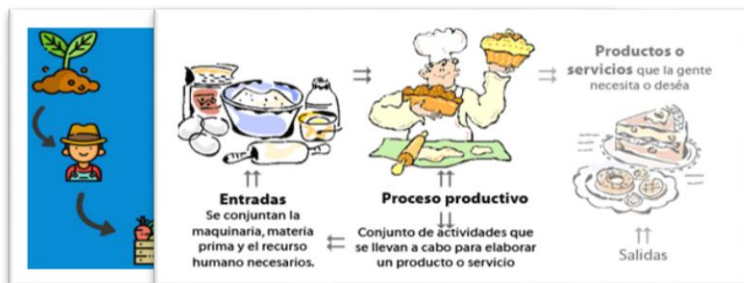 Entradas
Se conjuntan la
maquinaria, materia
prima y el recurso
humano necesarios.
Proceso productivo
Conjunto de actividades que
se llevan a cabo para elaborar
un producto o servicio
Productos o
servicios que la gente
necesita o deséa
Salidas